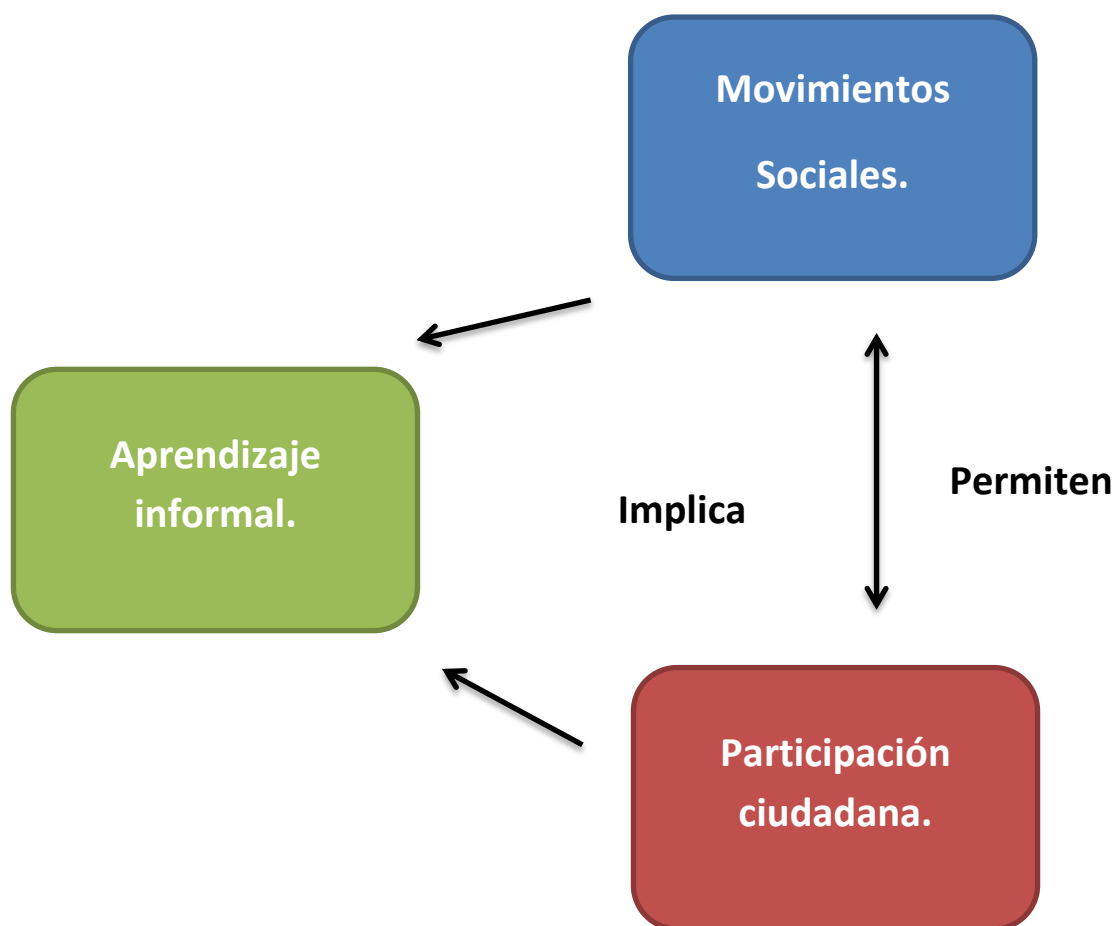 Movimientos
Sociales.
Aprendizaje
informal.
Implica
Permiten
Participación
ciudadana.